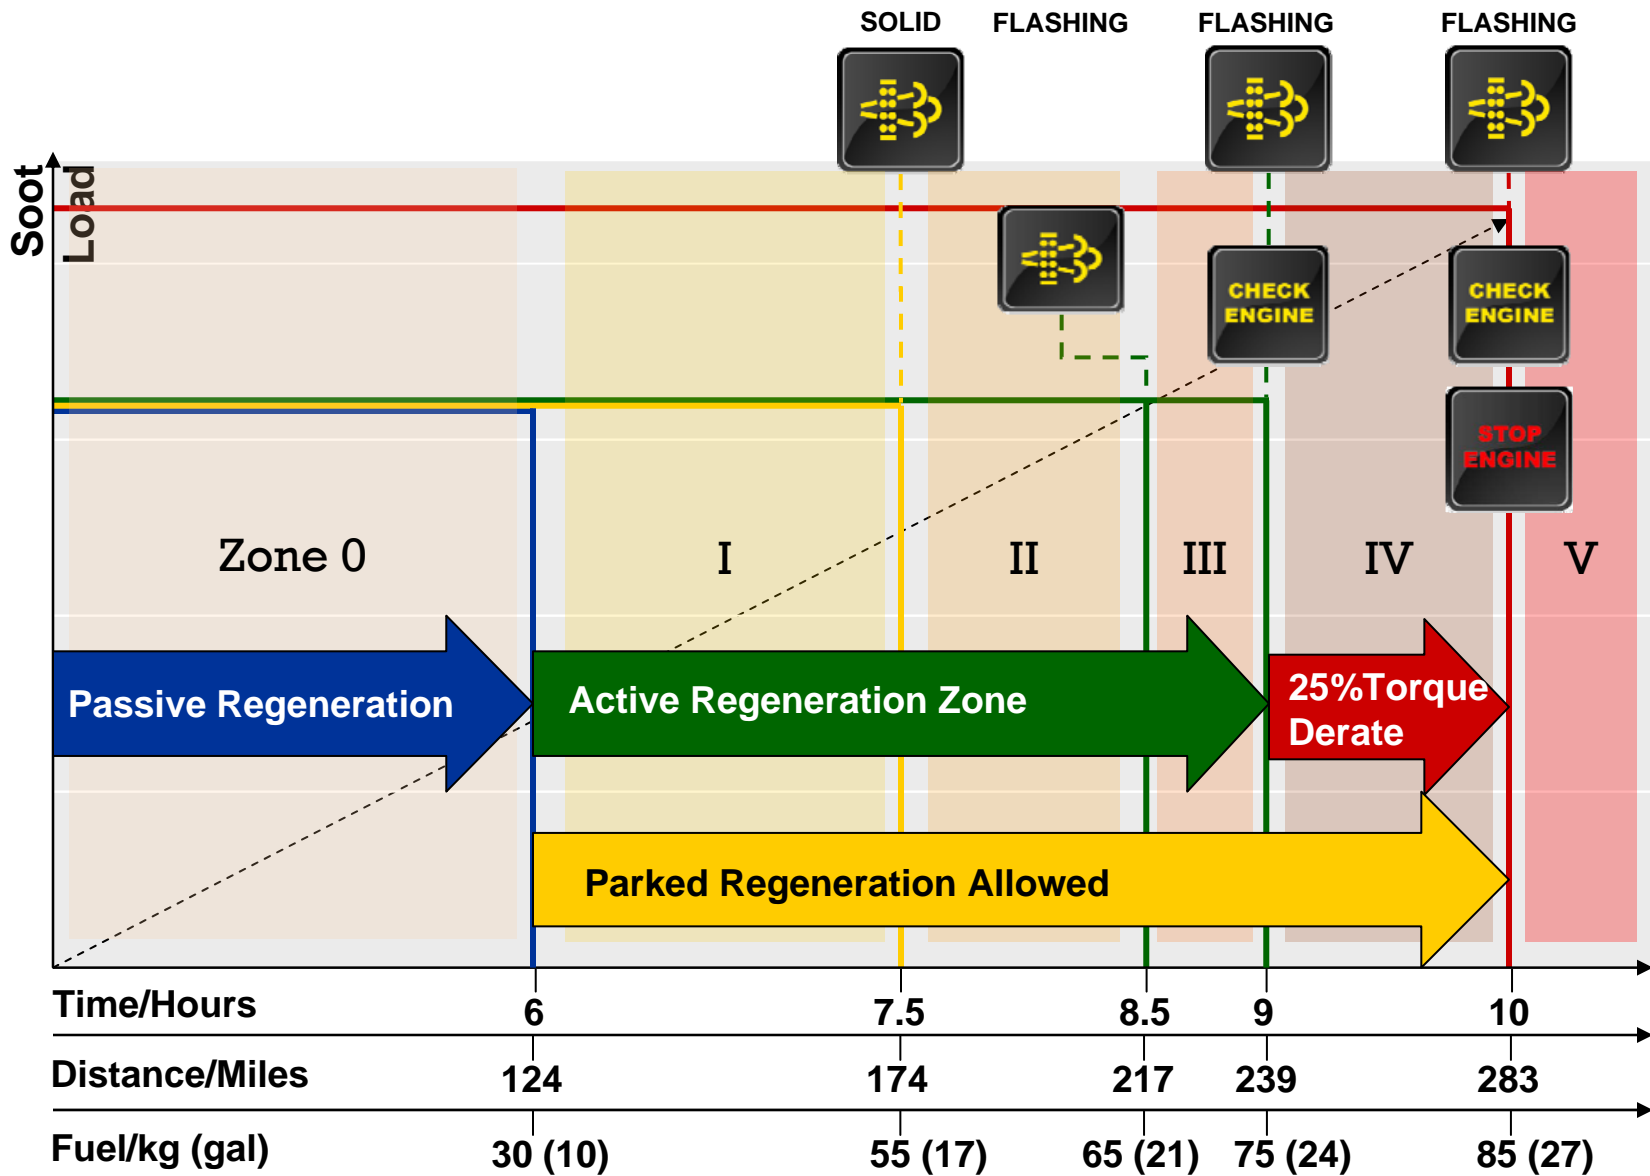 SOLID FLASHING FLASHING FLASHING
Soot
Load
CHECK
ENGINE
CHECK
ENGINE
STOP
ENGINE
Zone 0 I II III IV V
Passive Regeneration
Active Regeneration Zone
25%Torque
Derate
Parked Regeneration Allowed
Time/Hours 6 7.5 8.5 9 10
Distance/Miles 124 174 217 239 283
Fuel/kg (gal) 30 (10) 55 (17) 65 (21) 75 (24) 85 (27)